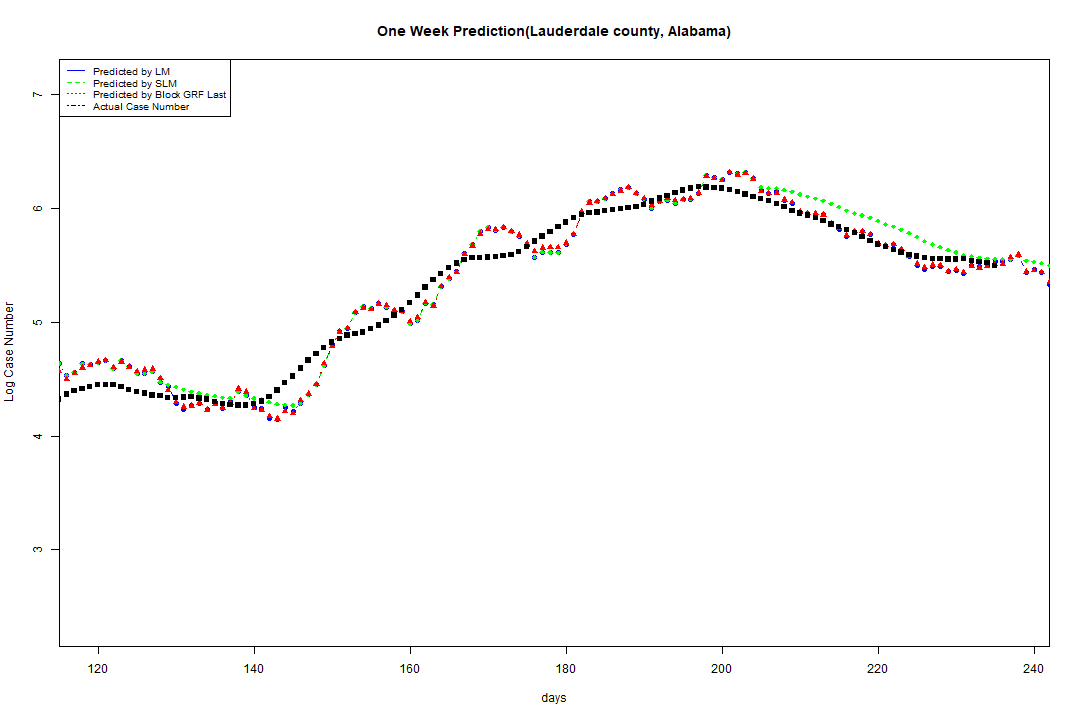 One Week Prediction(Lauderdale county, Alabama)
Predicted by LM
Predicted by SLM
Predicted by Block GRF Last
Actual Case Number
7
6
5
4
3
Log Case Number
120 140 160 180 200 220 240
days